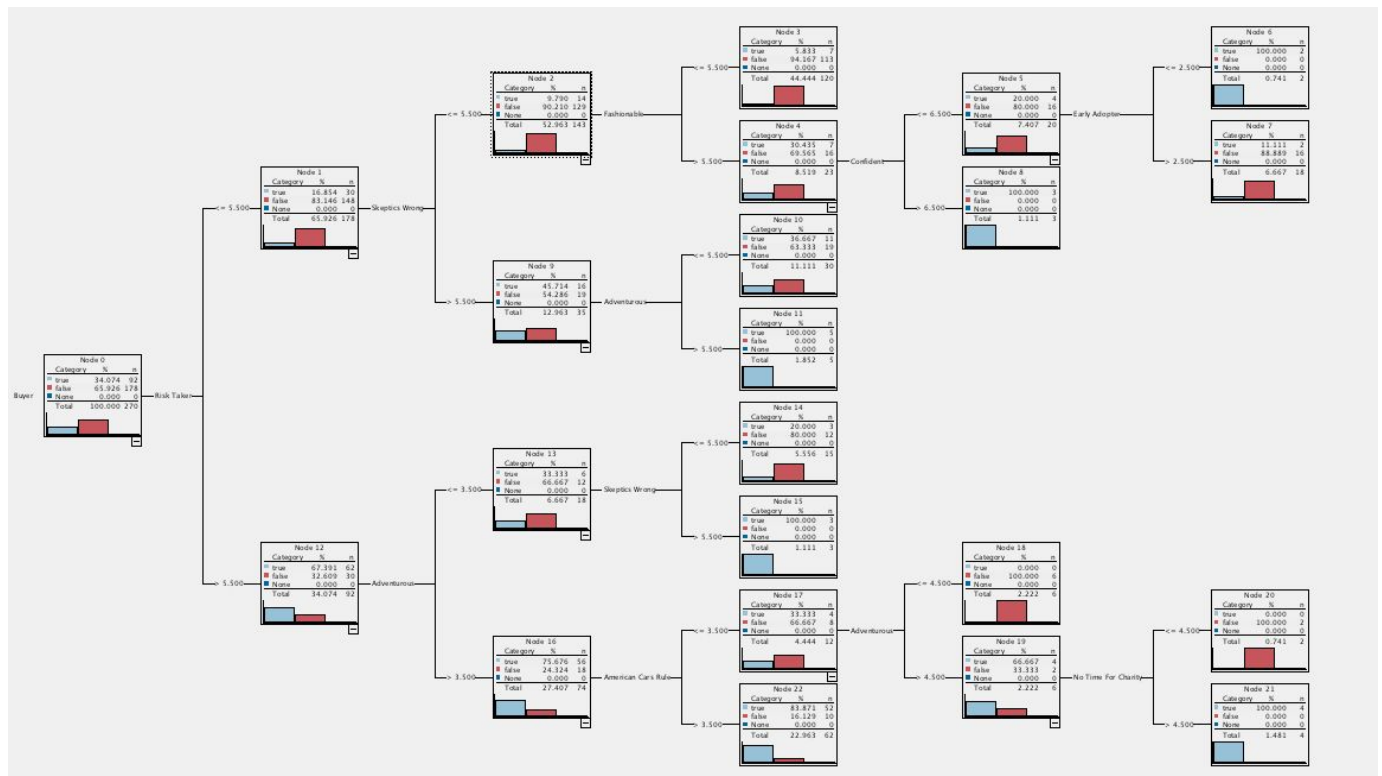 Buyer
Node 0
Category % n
true 34.074 92
false 65.926 178
None 0.000 0
Total 100.000 270
Risk Taker
<= 5.500
Node 1
Category % n
true 16.854 30
false 83.146 148
None 0.000 0
Total 65.926 178
Skeptics Wrong
<= 5.500
Node 2
Category % n
true 9.790 14
false 90.210 129
None 0.000 0
Total 52.963 143
Fashionable
<= 5.500
Node 3
Category % n
true 5.833 7
false 94.167 113
None 0.000 0
Total 44.444 120
> 5.500
Node 4
Category % n
true 30.435 7
false 69.565 16
None 0.000 0
Total 8.519 23
Confident
<= 6.500
Node 5
Category % n
true 20.000 4
false 80.000 16
None 0.000 0
Total 7.407 20
Early Adopter
<= 2.500
Node 6
Category % n
true 100.000 2
false 0.000 0
None 0.000 0
Total 0.741 2
> 2.500
Node 7
Category % n
true 11.111 2
false 88.889 16
None 0.000 0
Total 6.667 18
> 6.500
Node 8
Category % n
true 100.000 3
false 0.000 0
None 0.000 0
Total 1.111 3
> 5.500
Node 9
Category % n
true 45.714 16
false 54.286 19
None 0.000 0
Total 12.963 35
Adventurous
<= 5.500
Node 10
Category % n
true 36.667 11
false 63.333 19
None 0.000 0
Total 11.111 30
> 5.500
Node 11
Category % n
true 100.000 5
false 0.000 0
None 0.000 0
Total 1.852 5
> 5.500
Node 12
Category % n
true 67.391 62
false 32.609 30
None 0.000 0
Total 34.074 92
Adventurous
<= 3.500
Node 13
Category % n
true 33.333 6
false 66.667 12
None 0.000 0
Total 6.667 18
Skeptics Wrong
<= 5.500
Node 14
Category % n
true 20.000 3
false 80.000 12
None 0.000 0
Total 5.556 15
> 5.500
Node 15
Category % n
true 100.000 3
false 0.000 0
None 0.000 0
Total 1.111 3
> 3.500
Node 16
Category % n
true 75.676 56
false 24.324 18
None 0.000 0
Total 27.407 74
American Cars Rule
<= 3.500
Node 17
Category % n
true 33.333 4
false 66.667 8
None 0.000 0
Total 4.444 12
Adventurous
<= 4.500
Node 18
Category % n
true 0.000 0
false 100.000 6
None 0.000 0
Total 2.222 6
> 4.500
Node 19
Category % n
true 66.667 4
false 33.333 2
None 0.000 0
Total 2.222 6
No Time For Charity
<= 4.500
Node 20
Category % n
true 0.000 0
false 100.000 2
None 0.000 0
Total 0.741 2
> 4.500
Node 21
Category % n
true 100.000 4
false 0.000 0
None 0.000 0
Total 1.481 4
> 3.500
Node 22
Category % n
true 83.871 52
false 16.129 10
None 0.000 0
Total 22.963 62